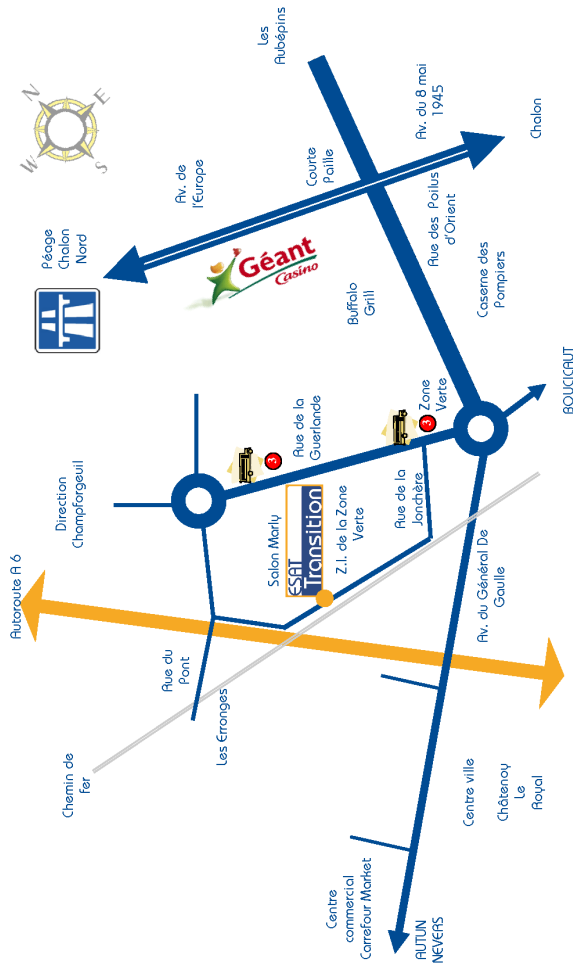 Les
Aubépins
N
E
W
S
Av. du 8 mai
1945
Chalon
Av. de
l'Europe
Courte
Paille
Péage
Chalon
Nord
Géant
Casino
Rue des Poilus
d'Orient
Buffalo
Grill
Caserne des
Pompiers
Zone
Verte
3
BOUCICAUT
Rue de la
Guerlande
3
Direction
Champforgeuil
Rue de la
Jonchère
Salon Marly
ESAT
Transition
Z.I. de la Zone
Verte
Autoroute A 6
Av. du Général De
Gaulle
Rue du
Pont
Les Erronges
Chemin de
fer
Centre ville
Châtenoy
Le
Royal
Centre
commercial
Carrefour Market
AUTUN
NEVERS